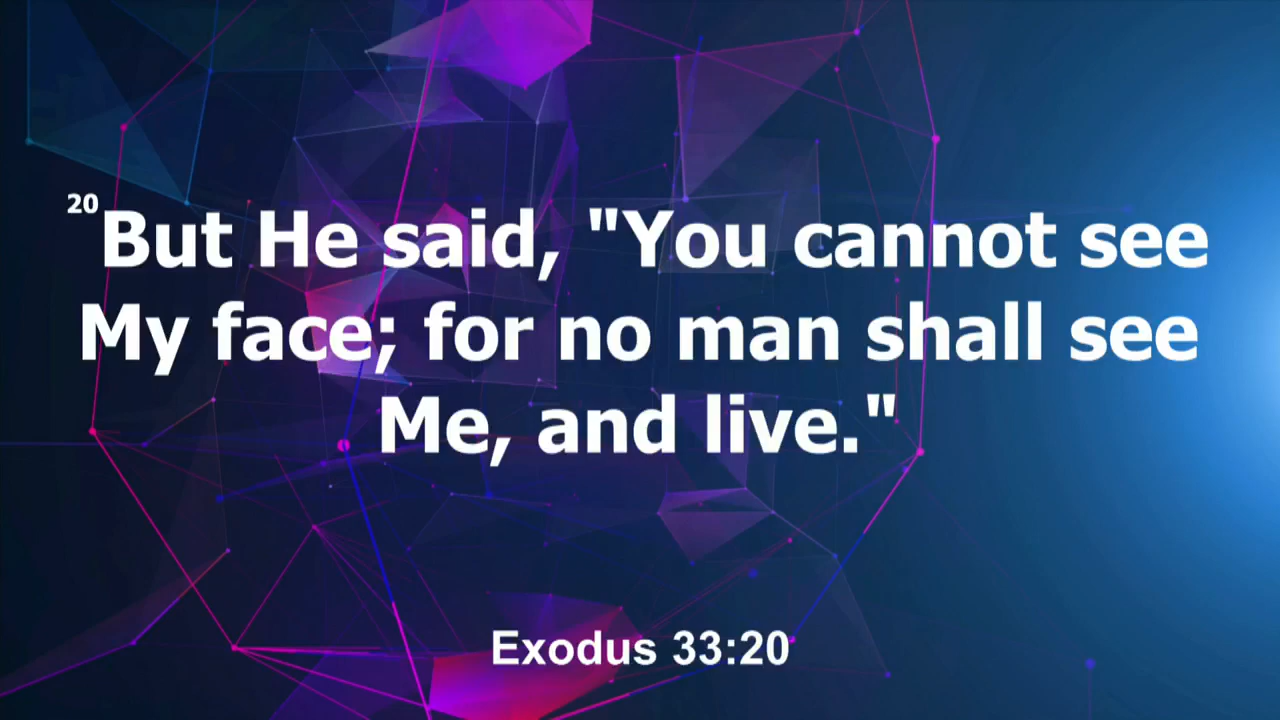 20But He said, "You cannot see
My face; for no man shall see
Me, and live."
Exodus 33:20